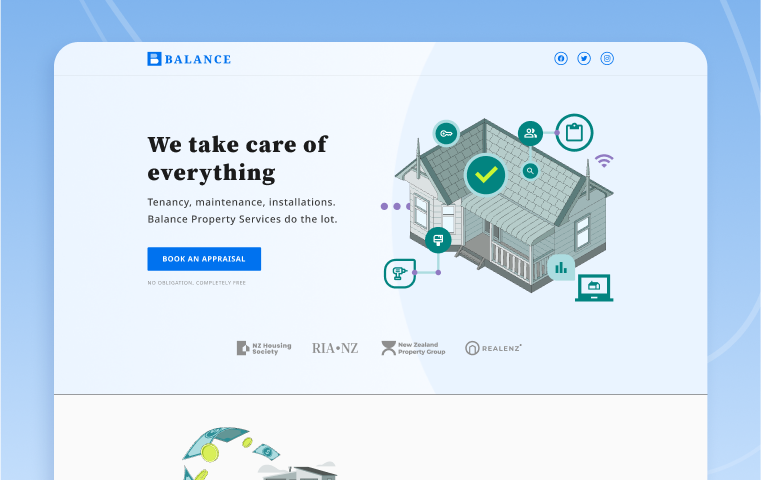 BALANCE
We take care of
everything
Tenancy, maintenance, installations.
Balance Property Services do the lot.
BOOK AN APPRAISAL
NO OBLIGATION, COMPLETELY FREE
NZ Housing
Society
RIA•NZ
New Zealand
Property Group
REALENZ